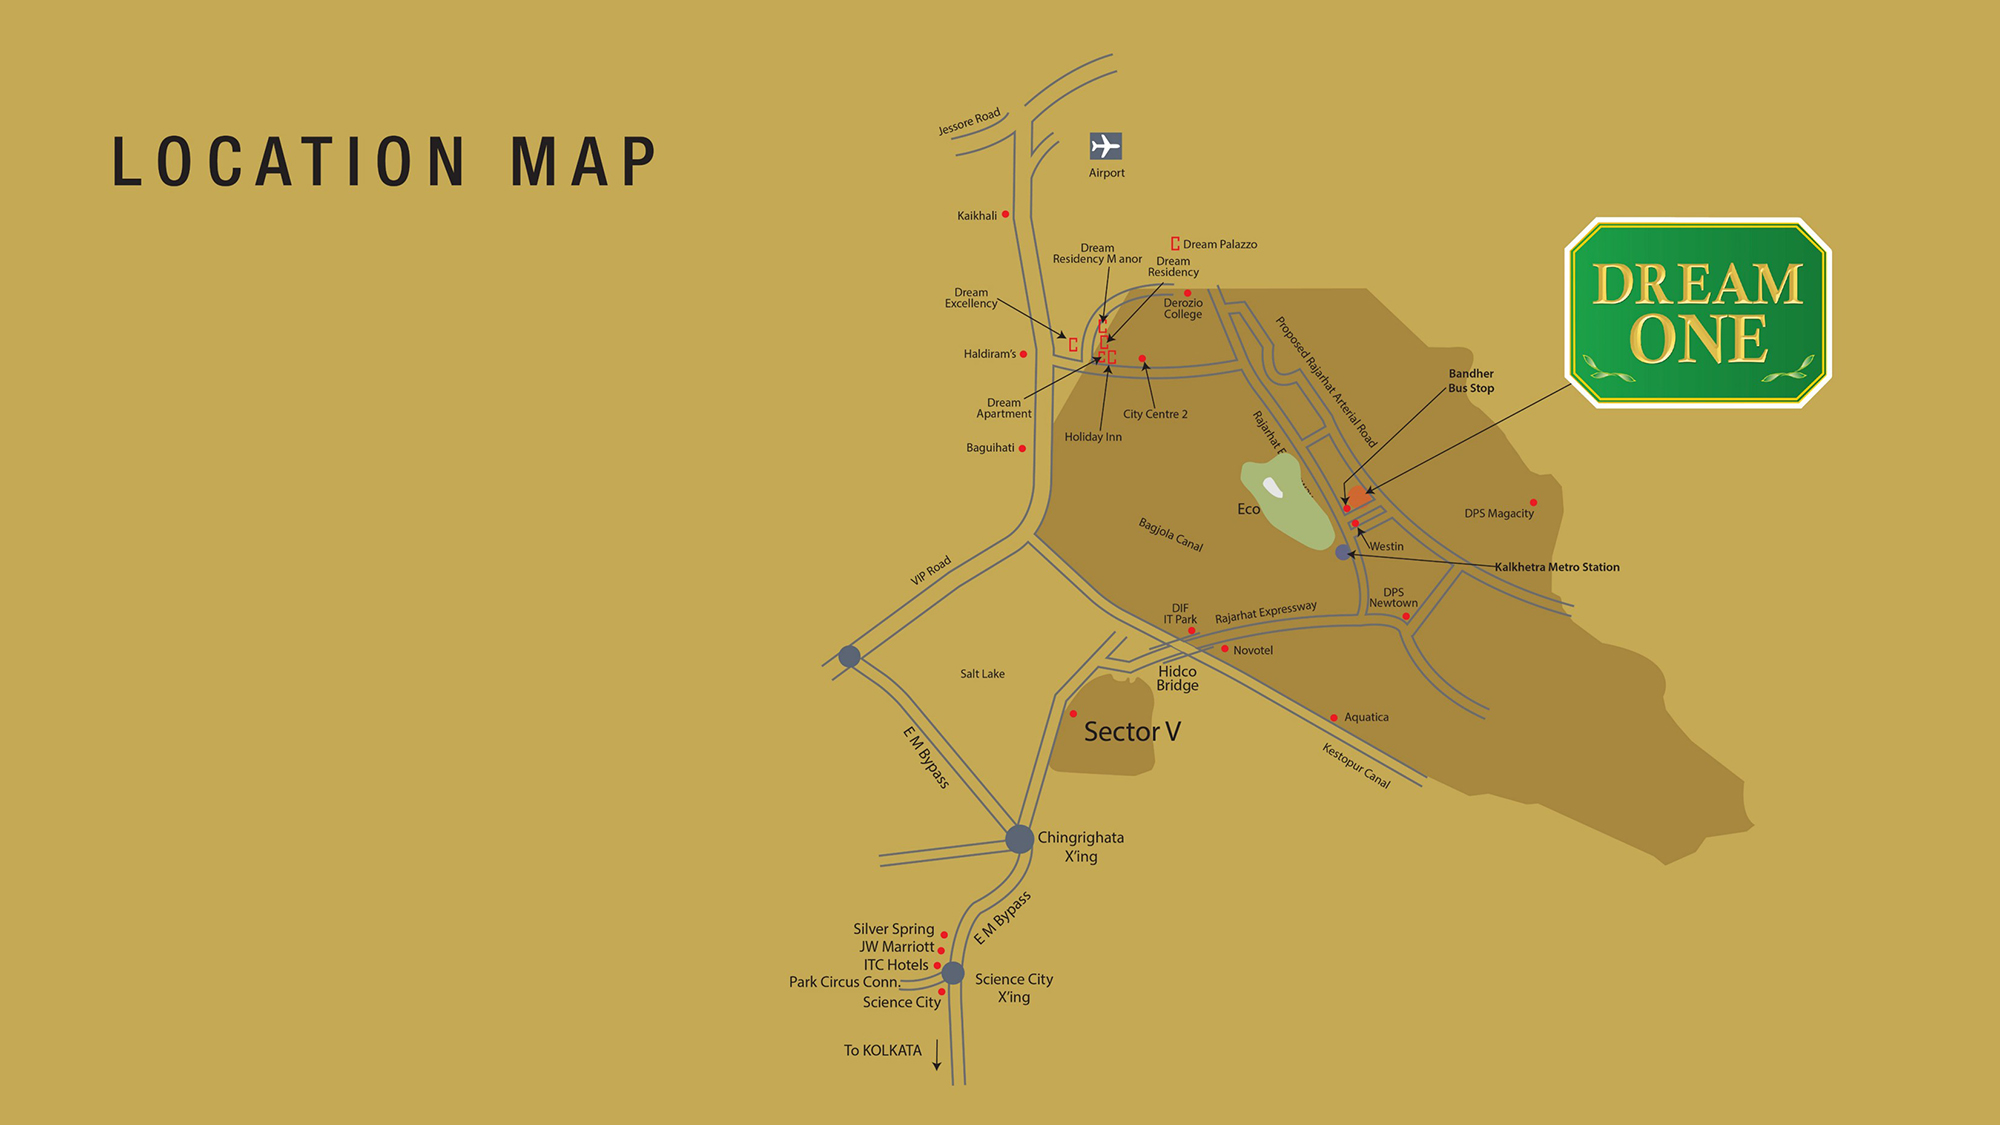 LOCATION MAP
Jessore Road
Airport
Kaikhali
Dream
Residency M anor
Dream Palazzo
Dream
Residency
Dream
Excellency
Derozio
College
DREAM
ONE
Haldiram's
Proposed Rajarhat Arterial Road
Bandher
Bus Stop
Dream
Apartment
City Centre 2
Holiday Inn
Rajarhat E
Baguihati
Eco
DPS Magacity
Bagjola Canal
Westin
Kalkhetra Metro Station
VIP Road
DPS
Newtown
DIF
IT Park
Rajarhat Expressway
Novotel
Salt Lake
Hidco
Bridge
Aquatica
Sector V
E M Bypass
Kestopur Canal
Chingrighata
X'ing
E M Bypass
Silver Spring
JW Marriott
ITC Hotels
Park Circus Conn.
Science City
Science City
X'ing
To KOLKATA